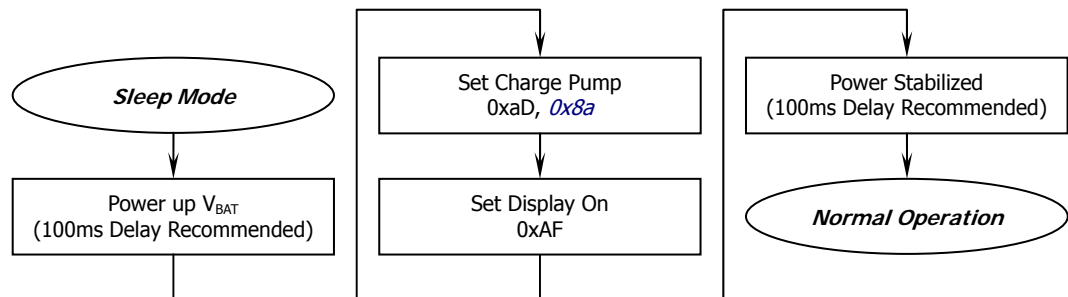 Sleep Mode
Power up VBAT
(100ms Delay Recommended)
Set Charge Pump
0xaD, 0x8a
Set Display On
0xAF
Power Stabilized
(100ms Delay Recommended)
Normal Operation